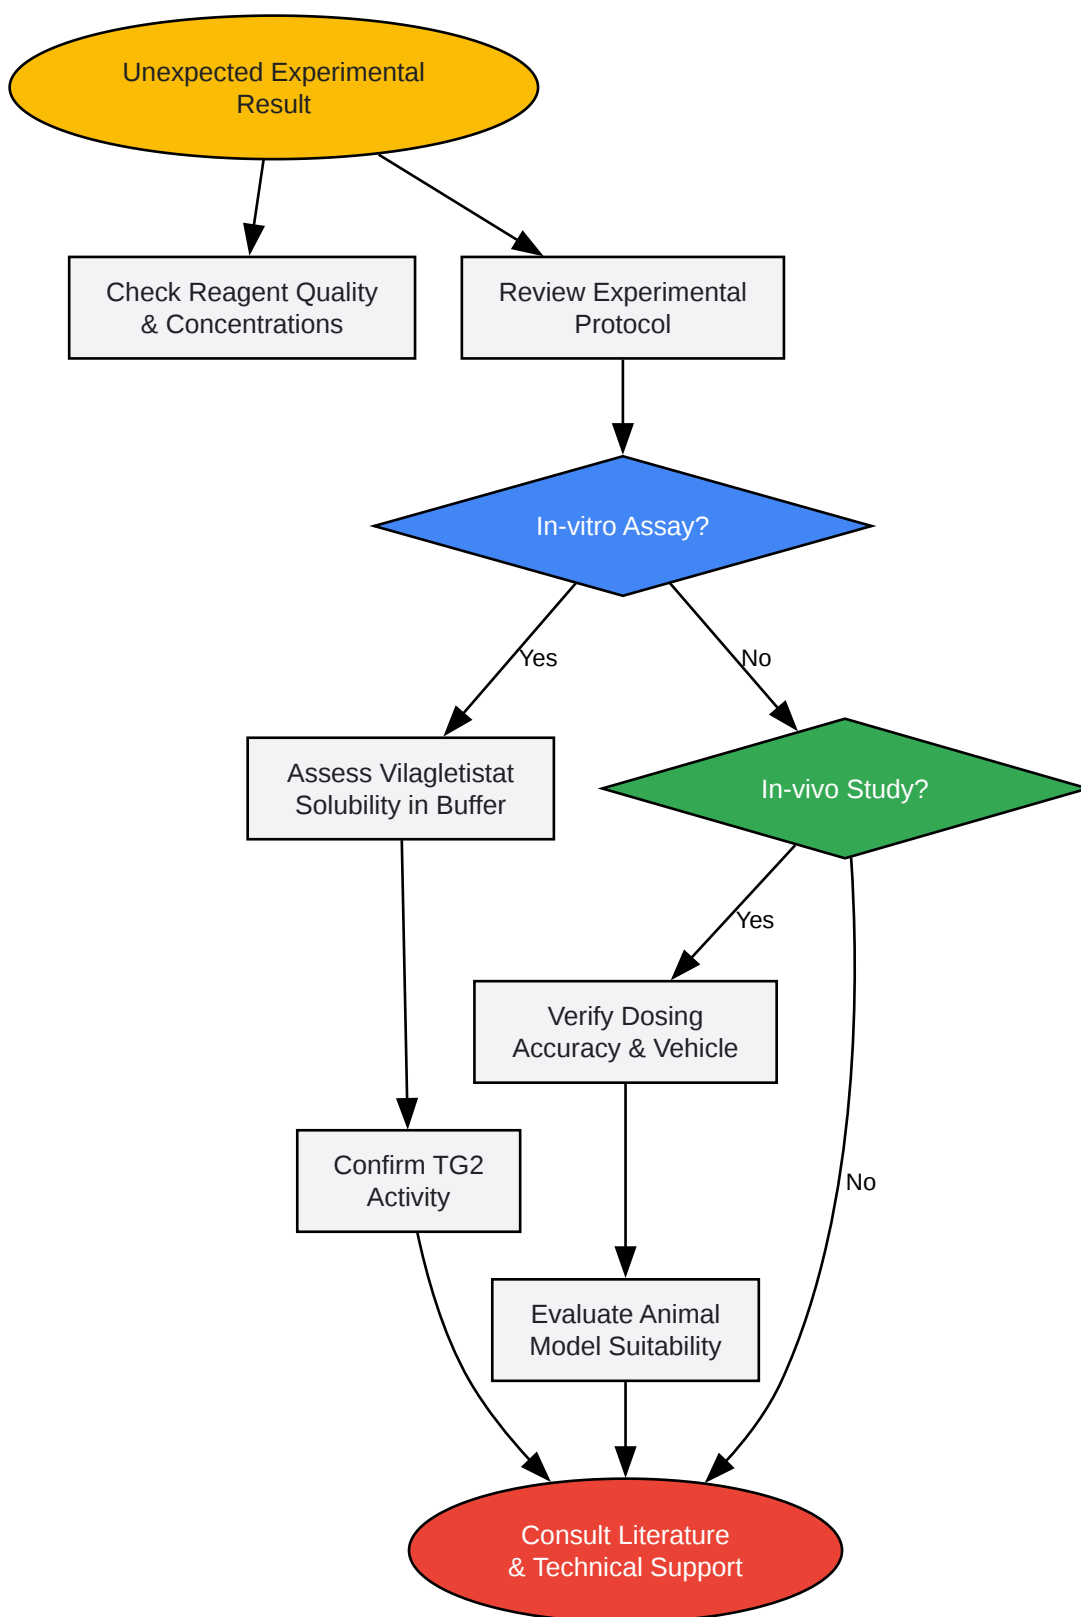 Unexpected Experimental
Result
Check Reagent Quality
& Concentrations
Review Experimental
Protocol
In-vitro Assay?
Yes
No
Assess Vilagletistat
Solubility in Buffer
In-vivo Study?
Yes
Verify Dosing
Accuracy & Vehicle
Confirm TG2
Activity
No
Evaluate Animal
Model Suitability
Consult Literature
& Technical Support